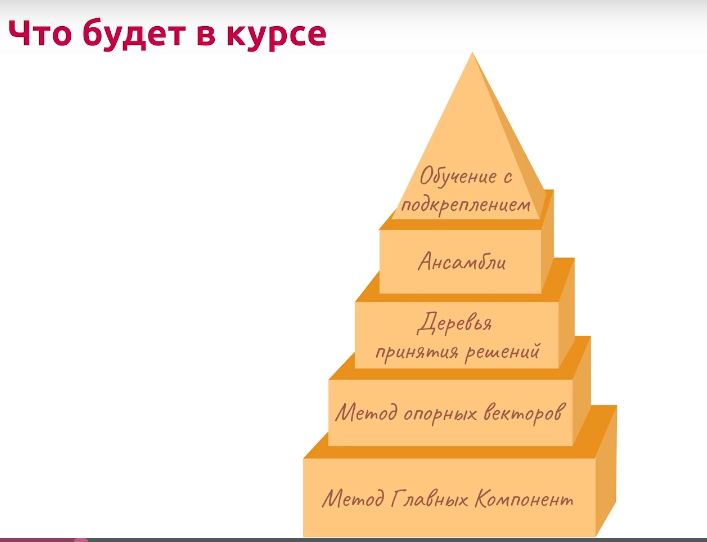 Что будет в курсе
Обучение с
подкреплением
Ансамбли
Деревья
принятия решений
Метод опорных векторов
Метод Главных Компонент